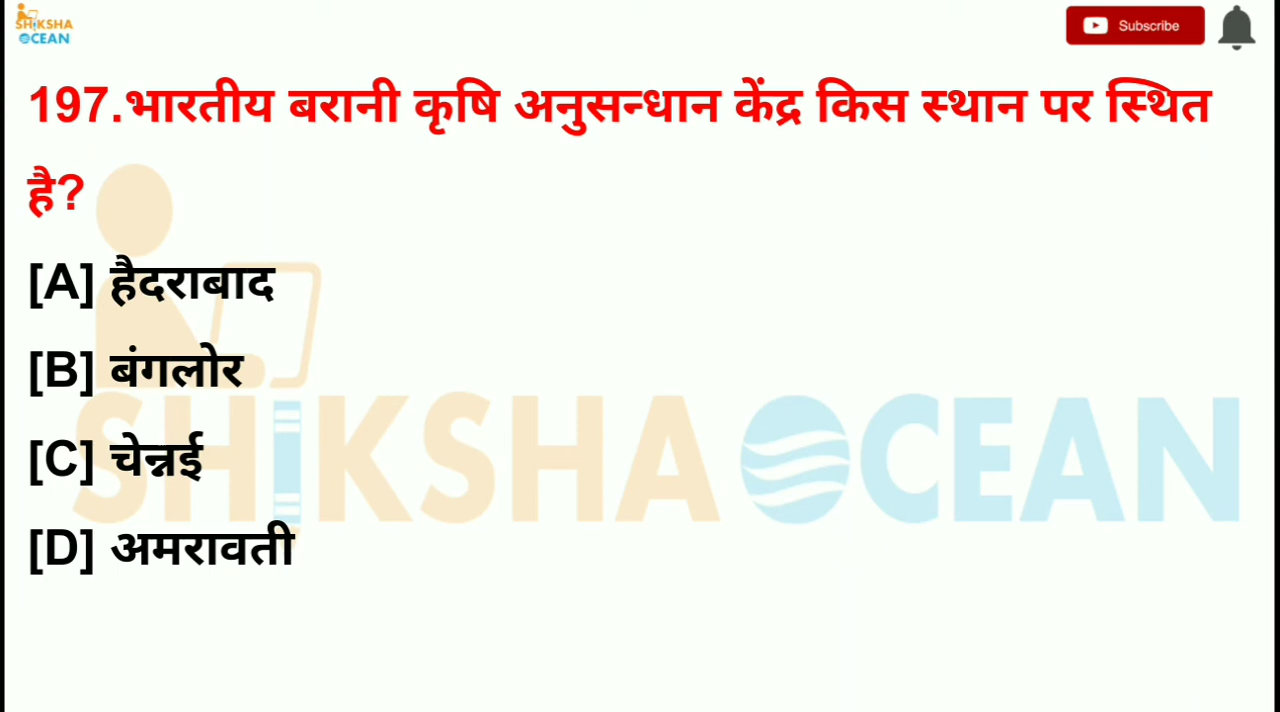 SHiKSHA
OCEAN
Subscribe
197.भारतीय बरानी कृषि अनुसन्धान केंद्र किस स्थान पर स्थित
है?
[A] हैदराबाद
[B] बंगलोर
[C] चेन्नई
[D] अमरावती
SHiKSHA OCEAN